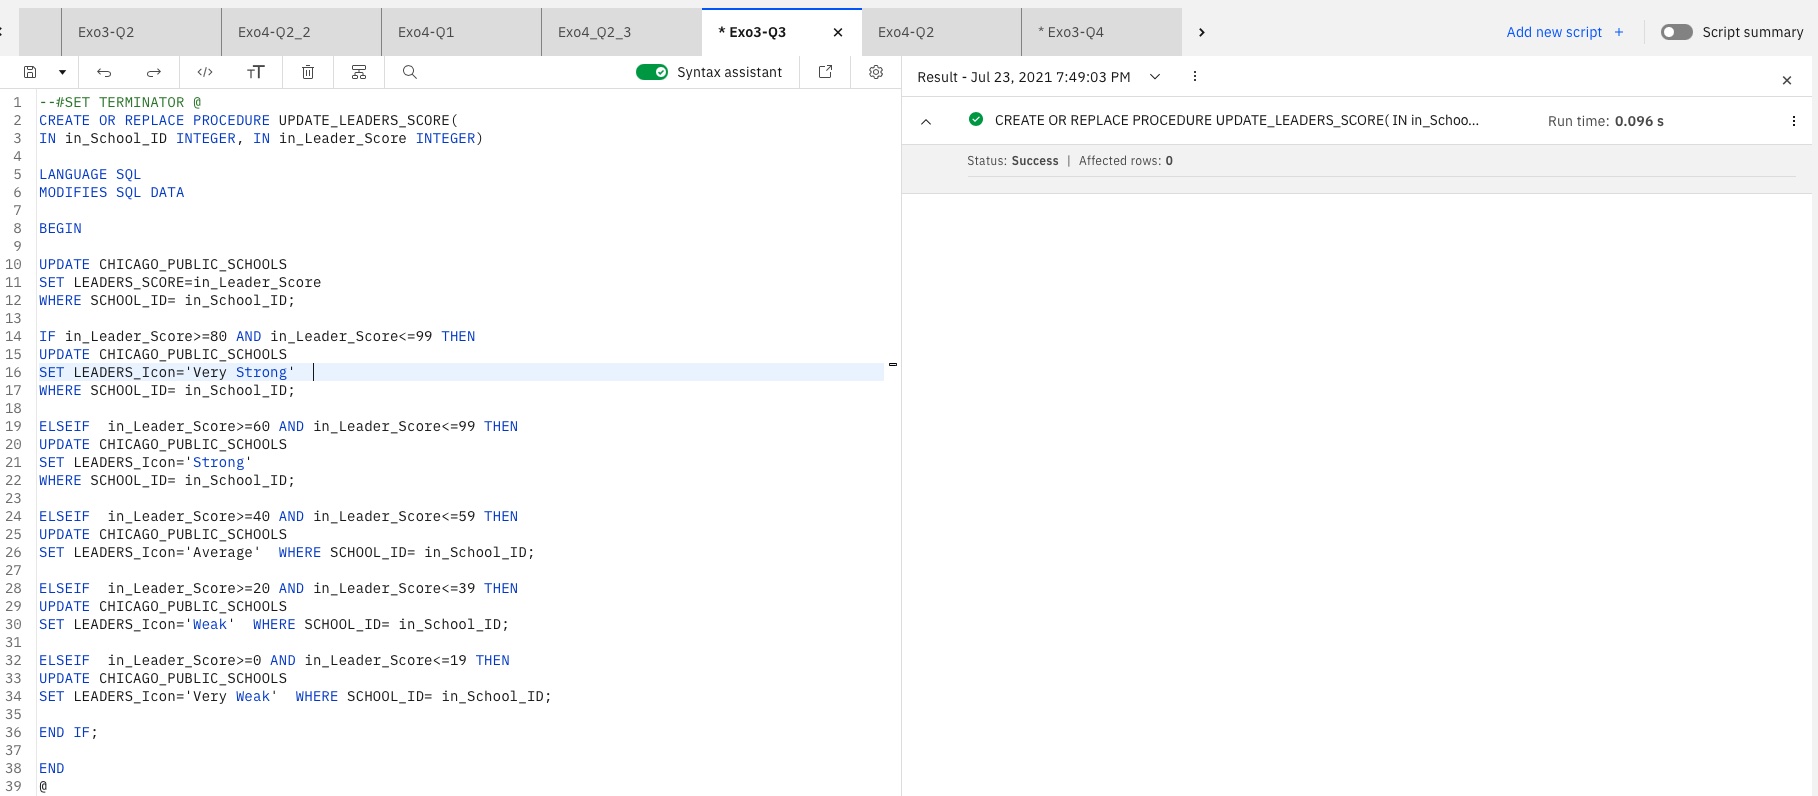 Exo3-Q2
Exo4-Q2_2
Exo4-Q1
Exo4_Q2_3
* Exo3-Q3
Exo4-Q2
* Exo3-Q4
Add new script +
Script summary
Syntax assistant
Result - Jul 23, 2021 7:49:03 PM
1 --#SET TERMINATOR @
2 CREATE OR REPLACE PROCEDURE UPDATE_LEADERS_SCORE(
3 IN in_School_ID INTEGER, IN in_Leader_Score INTEGER)
4
5 LANGUAGE SQL
6 MODIFIES SQL DATA
7
8 BEGIN
9
10 UPDATE CHICAGO_PUBLIC_SCHOOLS
11 SET LEADERS_SCORE=in_Leader_Score
12 WHERE SCHOOL_ID= in_School_ID;
13
14 IF in_Leader_Score>=80 AND in_Leader_Score<=99 THEN
15 UPDATE CHICAGO_PUBLIC_SCHOOLS
16 SET LEADERS_Icon='Very Strong'
17 WHERE SCHOOL_ID= in_School_ID;
18
19 ELSEIF  in_Leader_Score>=60 AND in_Leader_Score<=99 THEN
20 UPDATE CHICAGO_PUBLIC_SCHOOLS
21 SET LEADERS_Icon='Strong'
22 WHERE SCHOOL_ID= in_School_ID;
23
24 ELSEIF  in_Leader_Score>=40 AND in_Leader_Score<=59 THEN
25 UPDATE CHICAGO_PUBLIC_SCHOOLS
26 SET LEADERS_Icon='Average'  WHERE SCHOOL_ID= in_School_ID;
27
28 ELSEIF  in_Leader_Score>=20 AND in_Leader_Score<=39 THEN
29 UPDATE CHICAGO_PUBLIC_SCHOOLS
30 SET LEADERS_Icon='Weak'  WHERE SCHOOL_ID= in_School_ID;
31
32 ELSEIF  in_Leader_Score>=0 AND in_Leader_Score<=19 THEN
33 UPDATE CHICAGO_PUBLIC_SCHOOLS
34 SET LEADERS_Icon='Very Weak'  WHERE SCHOOL_ID= in_School_ID;
35
36 END IF;
37
38 END
39 @
CREATE OR REPLACE PROCEDURE UPDATE_LEADERS_SCORE( IN in_Schoo...
Run time: 0.096 s
Status: Success | Affected rows: 0